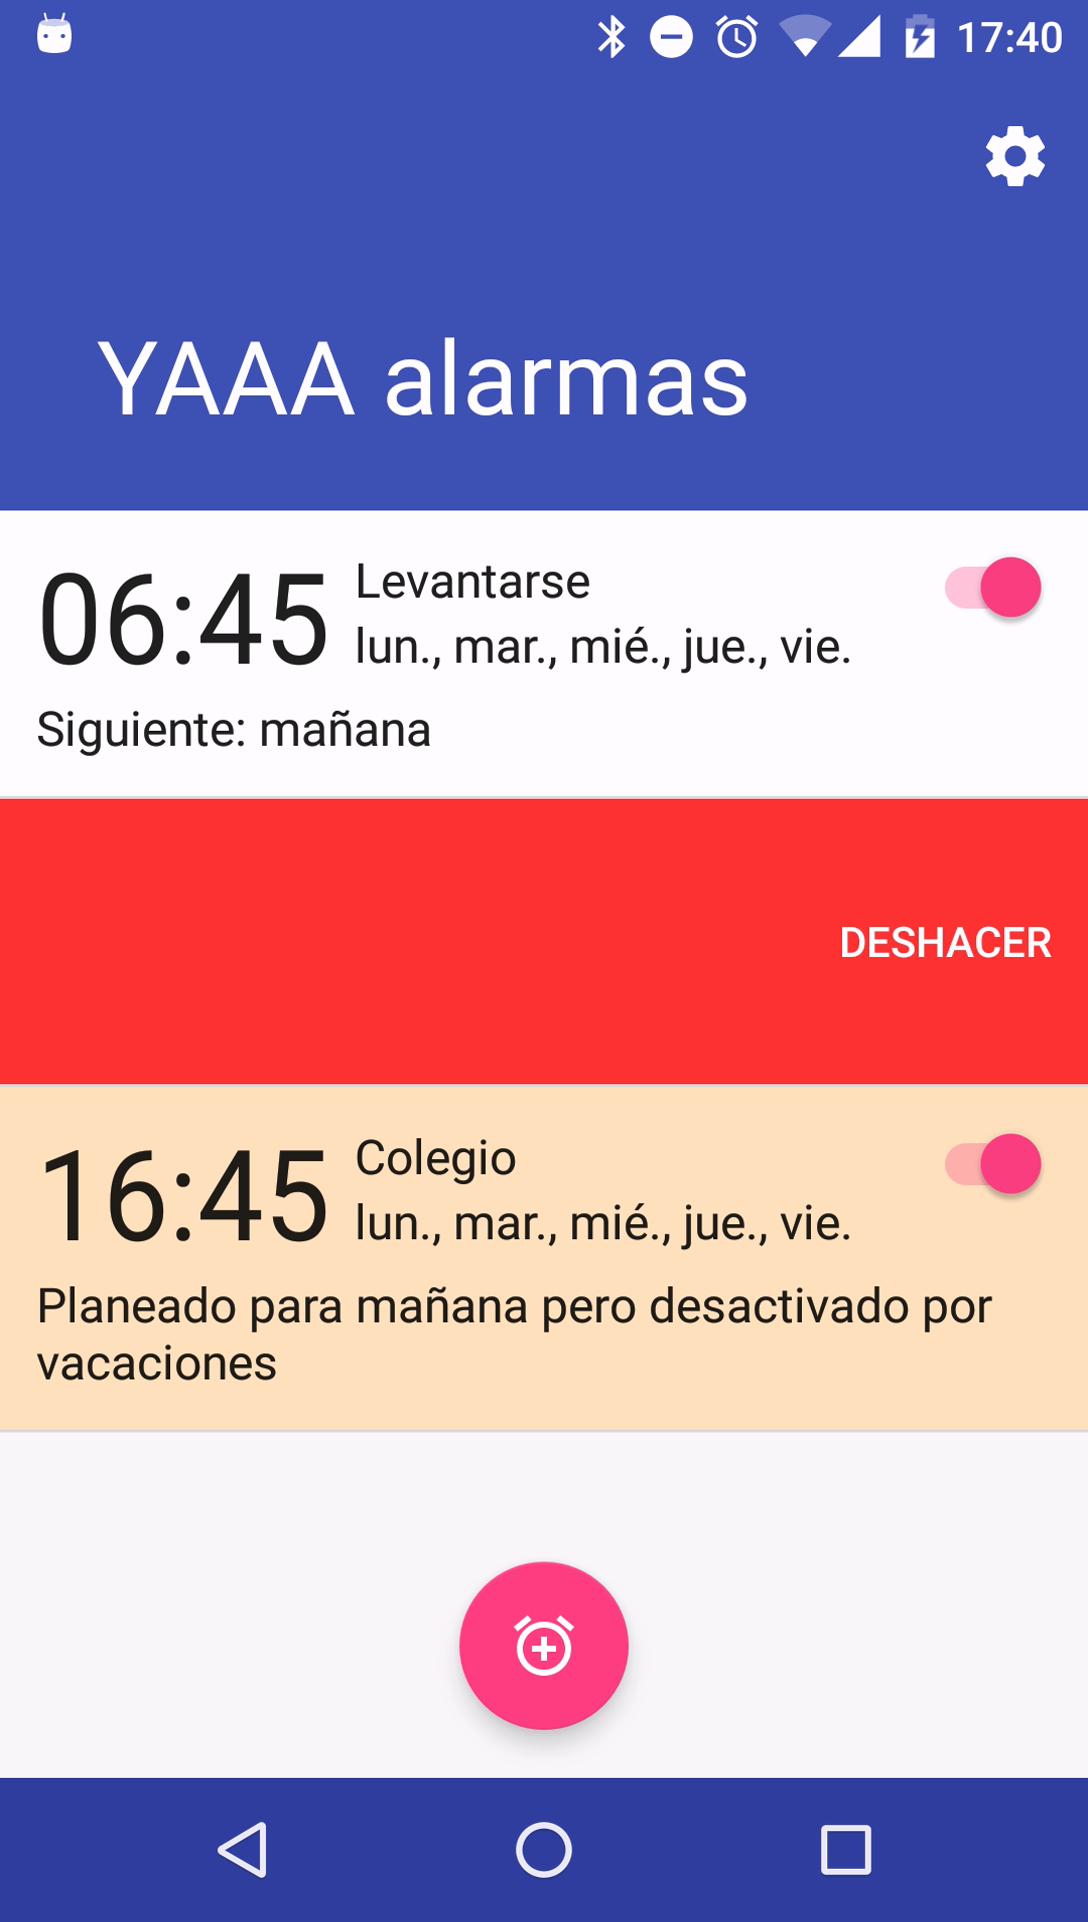 17:40
YAAA alarmas
06:45
Levantarse
lun., mar., mié., jue., vie.
Siguiente: mañana
DESHACER
16:45
Colegio
lun., mar., mié., jue., vie.
Planeado para mañana pero desactivado por
vacaciones